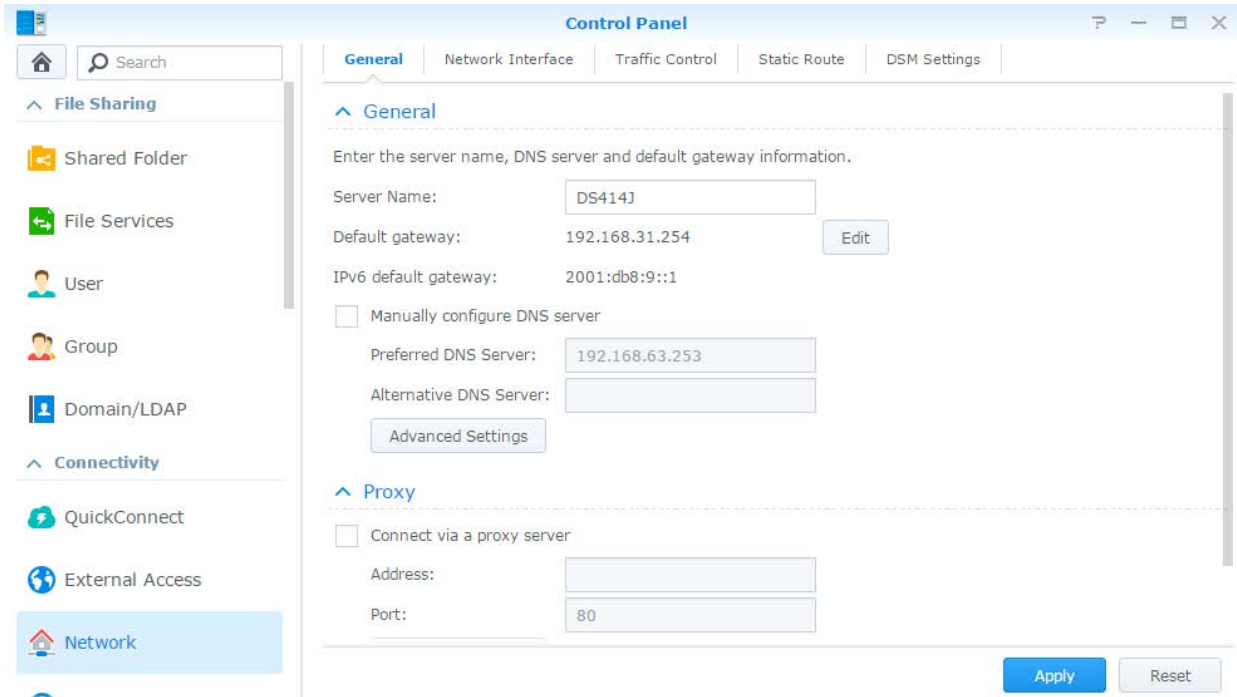 Control Panel
Search
General Network Interface Traffic Control Static Route DSM Settings
File Sharing
Shared Folder
File Services
User
Group
Domain/LDAP
Connectivity
QuickConnect
External Access
Network
General
Enter the server name, DNS server and default gateway information.
Server Name: DS414J
Default gateway: 192.168.31.254 Edit
IPv6 default gateway: 2001:db8:9::1
Manually configure DNS server
Preferred DNS Server: 192.168.63.253
Alternative DNS Server:
Advanced Settings
Proxy
Connect via a proxy server
Address:
Port: 80
Apply Reset